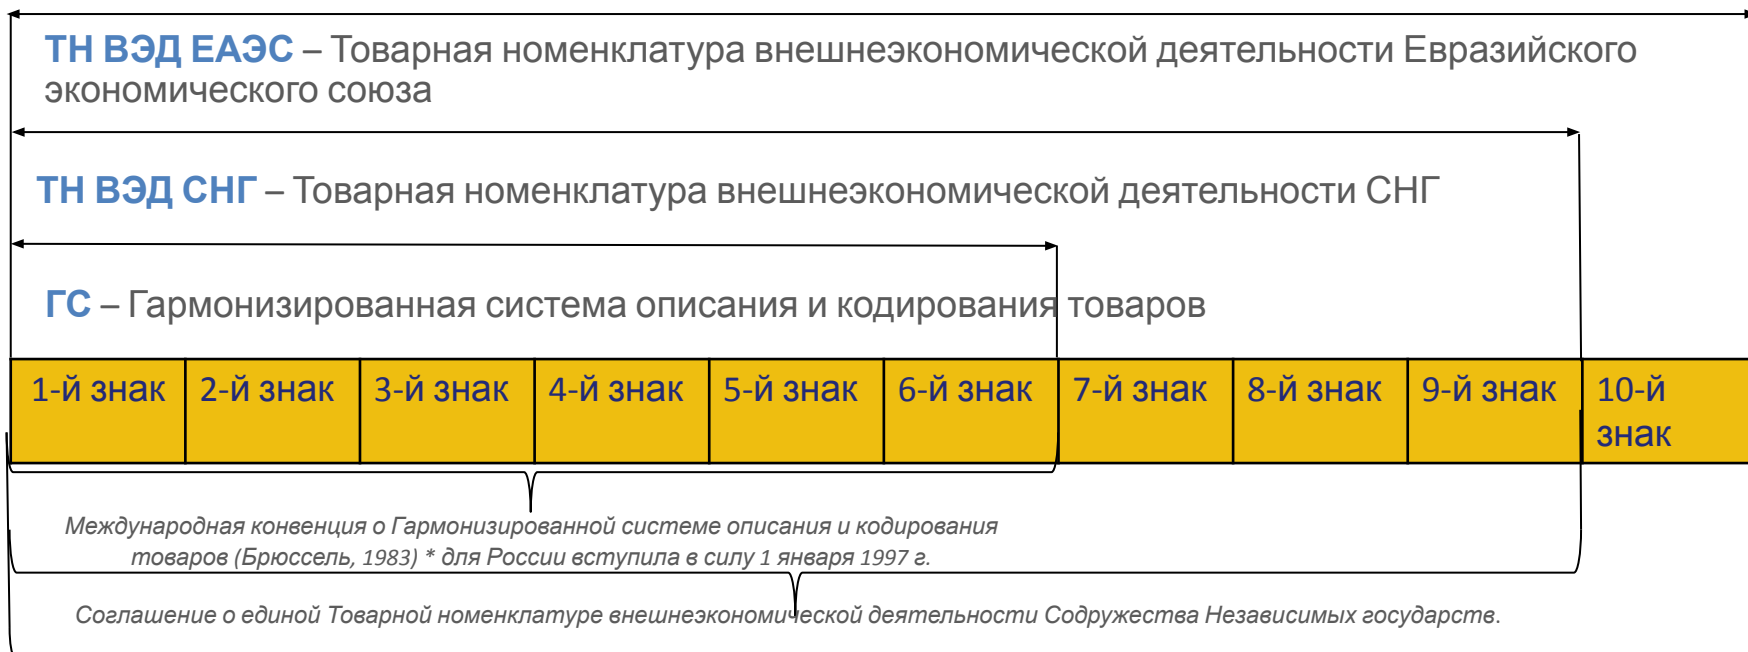 ТН ВЭД ЕАЭС – Товарная номенклатура внешнеэкономической деятельности Евразийского
экономического союза
ТН ВЭД СНГ – Товарная номенклатура внешнеэкономической деятельности СНГ
ГС – Гармонизированная система описания и кодирования товаров
1-й знак 2-й знак 3-й знак 4-й знак 5-й знак 6-й знак 7-й знак 8-й знак 9-й знак 10-й
знак
Международная конвенция о Гармонизированной системе описания и кодирования
товаров (Брюссель, 1983) * для России вступила в силу 1 января 1997 г.
Соглашение о единой Товарной номенклатуре внешнеэкономической деятельности Содружества Независимых государств.